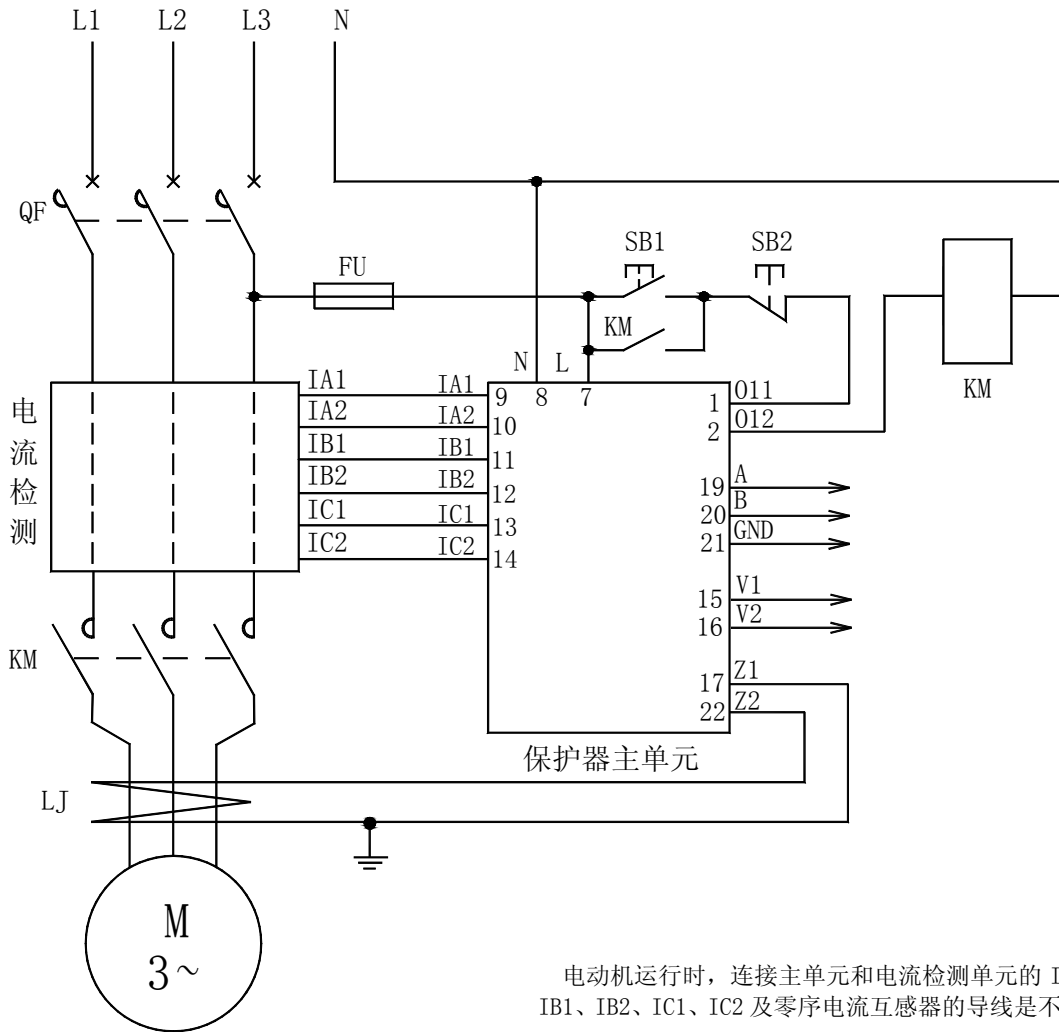 L1 L2 L3 N
QF
FU
SB1 SB2
KM
KM
N L
8 7
电流检测
IA1 IA1 9
IA2 IA2 10
IB1 IB1 11
IB2 IB2 12
IC1 IC1 13
IC2 IC2 14
1 O11
2 O12
19 A
20 B
21 GND
15 V1
16 V2
17 Z1
22 Z2
保护器主单元
KM
LJ
M
3~
电动机运行时，连接主单元和电流检测单元的 I
IB1、IB2、IC1、IC2 及零序电流互感器的导线是不